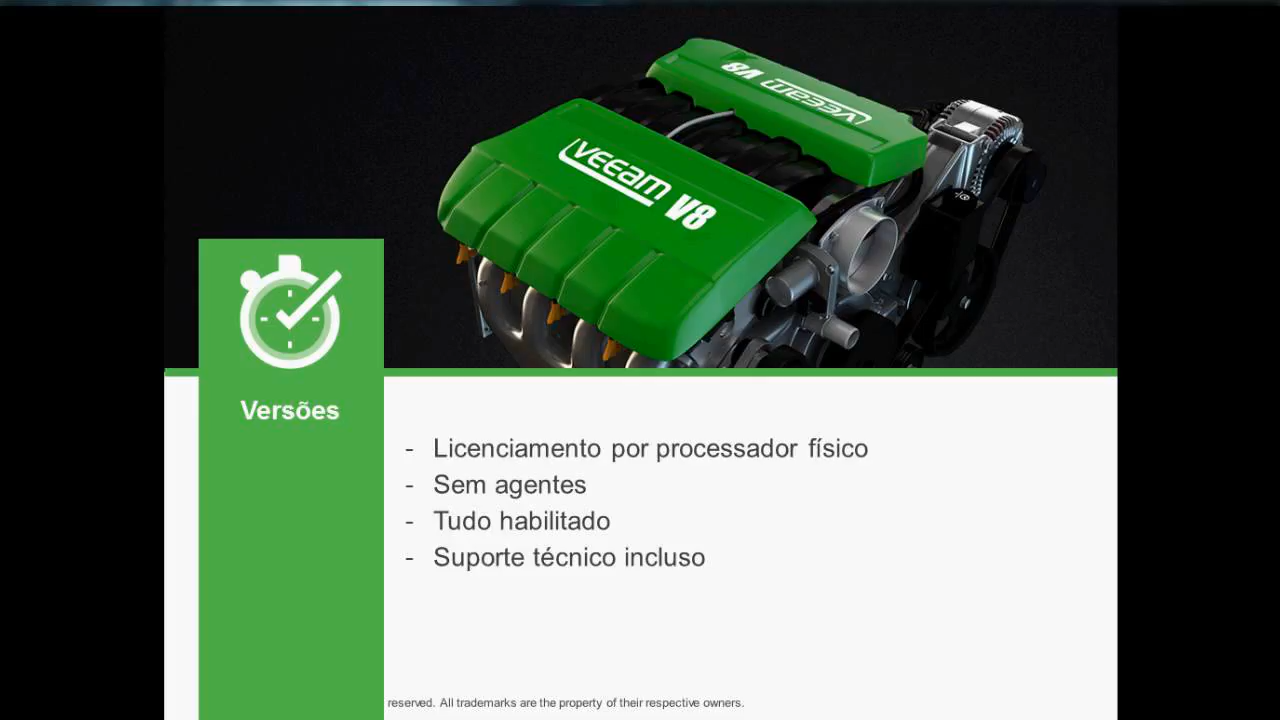 veeam V8
veeam V8
Versões
- Licenciamento por processador físico
- Sem agentes
- Tudo habilitado
- Suporte técnico incluso
reserved. All trademarks are the property of their respective owners.